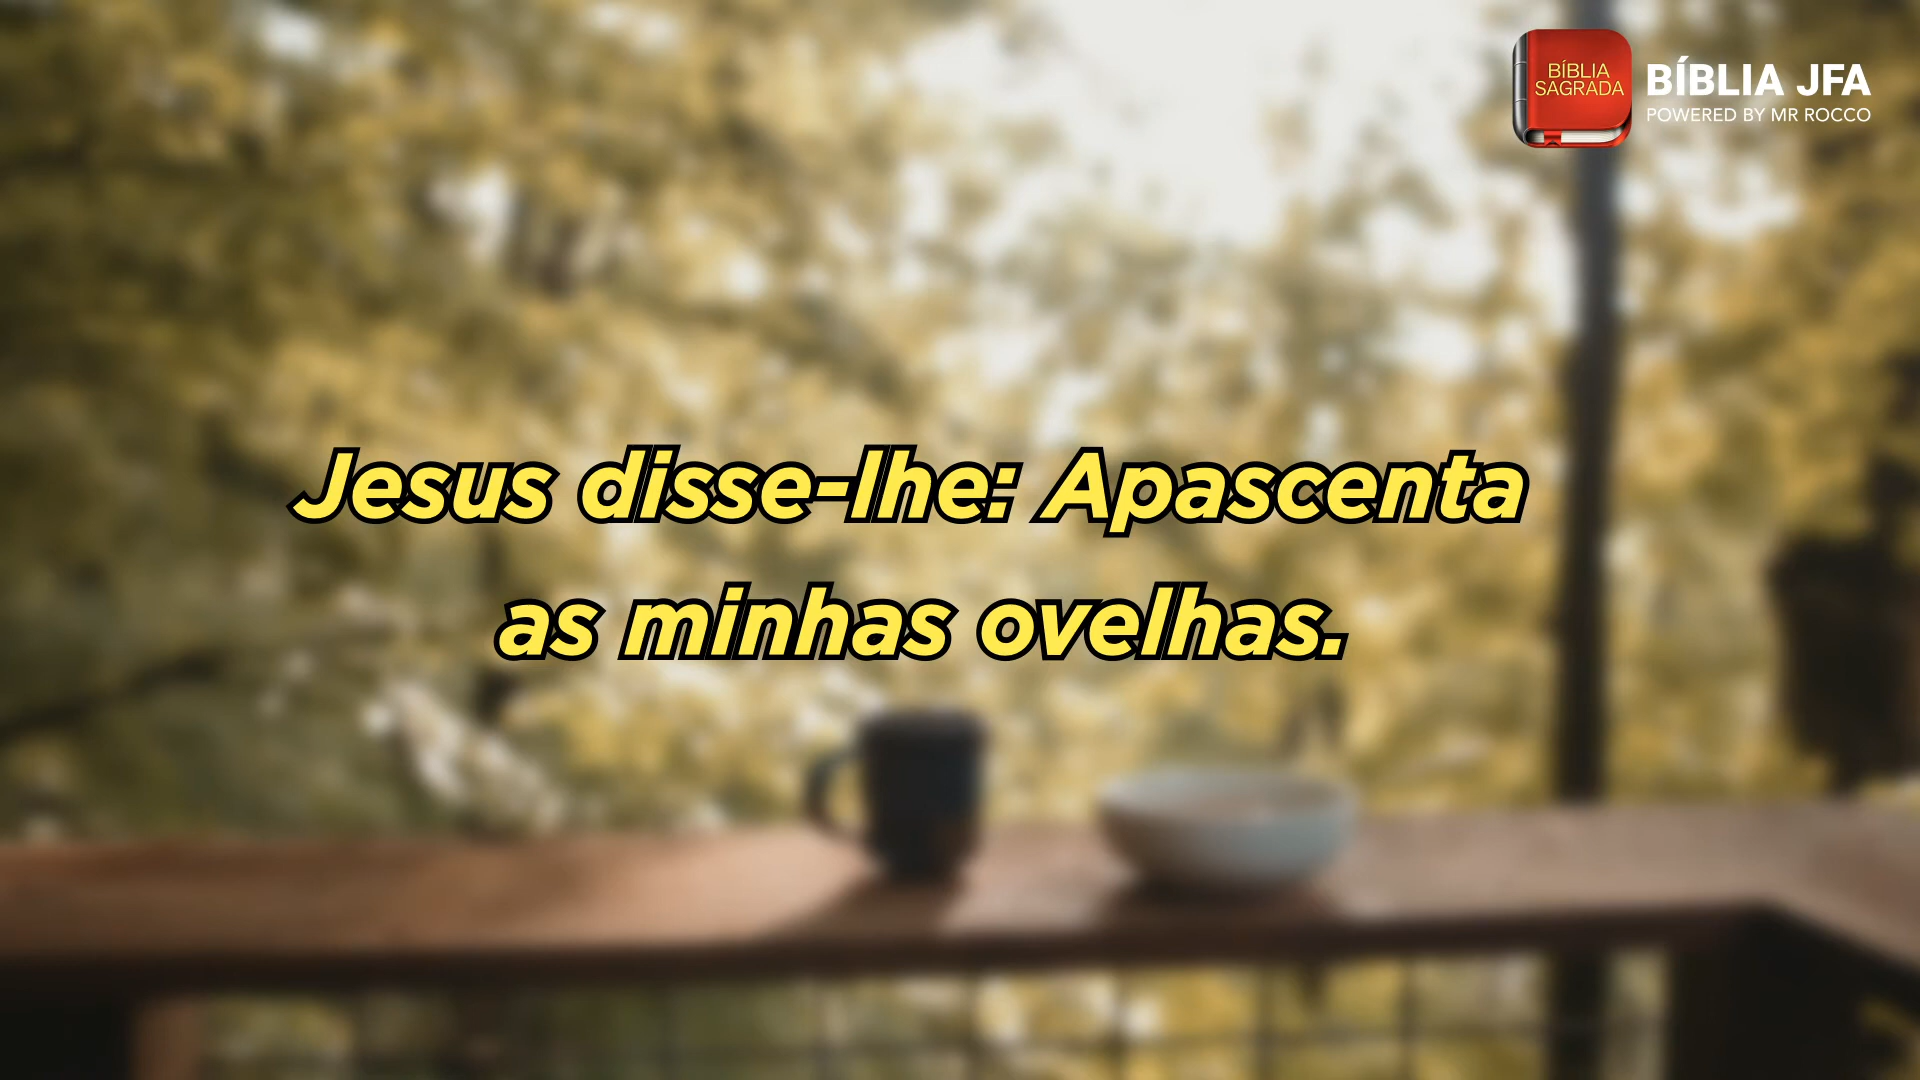 BÍBLIA
SAGRADA
BÍBLIA JFA
POWERED BY MR ROCCO
Jesus disse-lhe: Apascenta
as minhas ovelhas.